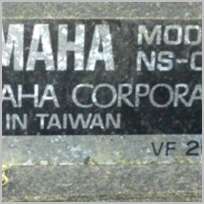 AMAHA MOD
NS-
AHA CORPORA
IN TAIWAN
VF 2